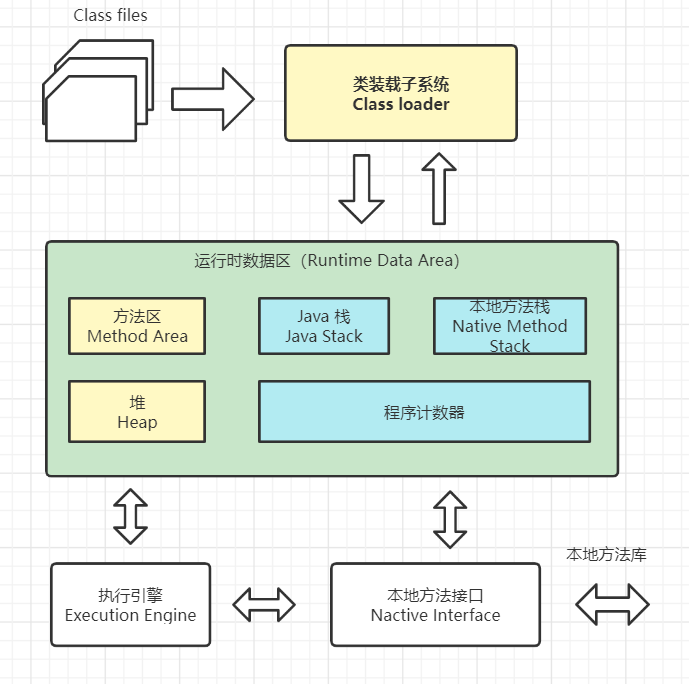 Class files
类装载子系统
Class loader
运行时数据区（Runtime Data Area）
方法区
Method Area
Java 栈
Java Stack
本地方法栈
Native Method
Stack
堆
Heap
程序计数器
本地方法库
执行引擎
Execution Engine
本地方法接口
Nactive Interface